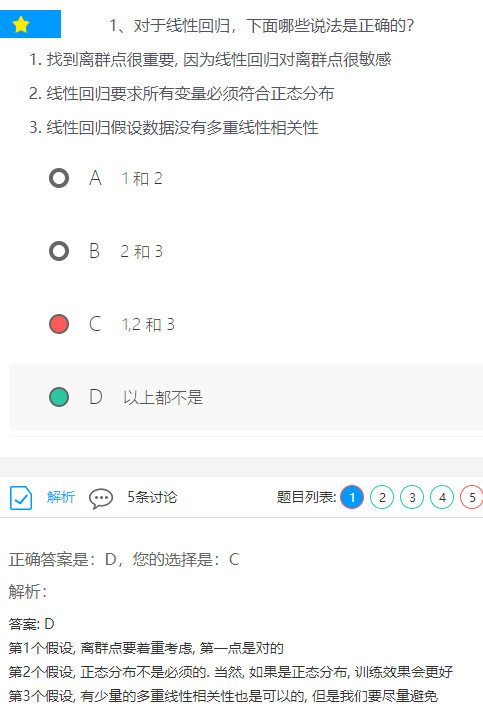 1、对于线性回归，下面哪些说法是正确的?
1. 找到离群点很重要, 因为线性回归对离群点很敏感
2. 线性回归要求所有变量必须符合正态分布
3. 线性回归假设数据没有多重线性相关性
A 1 和 2
B 2 和 3
C 1,2 和 3
D 以上都不是
解析 5条讨论 题目列表: 1 2 3 4 5
正确答案是：D，您的选择是：C
解析：
答案: D
第1个假设, 离群点要着重考虑, 第一点是对的
第2个假设, 正态分布不是必须的. 当然, 如果是正态分布, 训练效果会更好
第3个假设, 有少量的多重线性相关性也是可以的, 但是我们要尽量避免